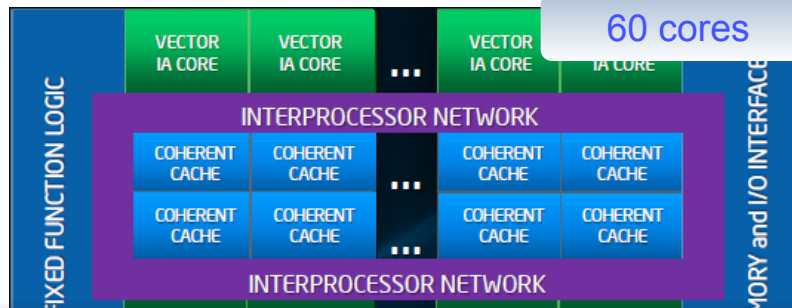 60 cores
VECTOR
IA CORE
VECTOR
IA CORE
...
VECTOR
IA CORE
IA CORE
INTERPROCESSOR NETWORK
COHERENT
CACHE
COHERENT
CACHE
...
COHERENT
CACHE
COHERENT
CACHE
COHERENT
CACHE
COHERENT
CACHE
...
COHERENT
CACHE
COHERENT
CACHE
INTERPROCESSOR NETWORK
FIXED FUNCTION LOGIC
MORY and I/O INTERFACE